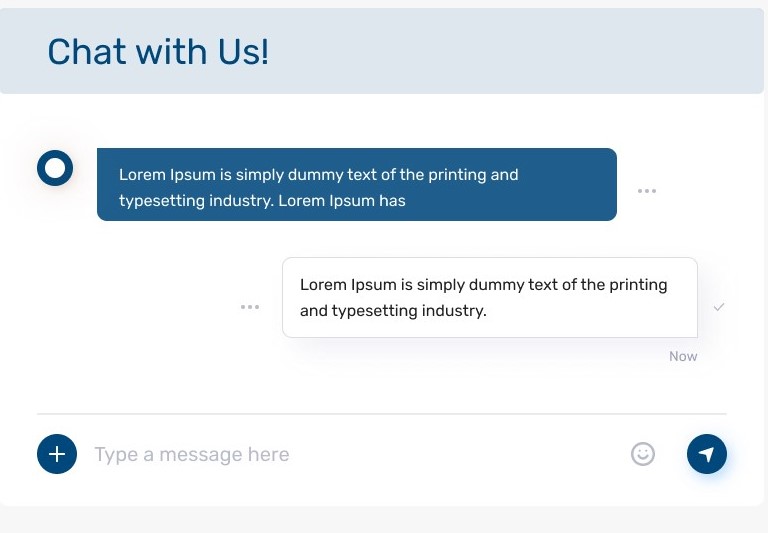 Chat with Us!
Lorem Ipsum is simply dummy text of the printing and
typesetting industry. Lorem Ipsum has
Lorem Ipsum is simply dummy text of the printing
and typesetting industry.
Now
Type a message here